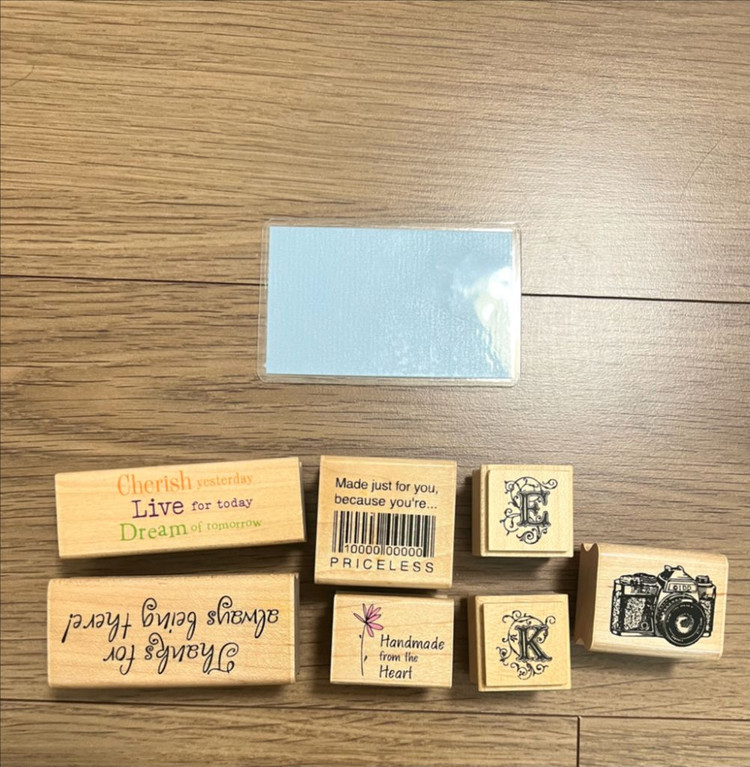 Cherish yesterday
Live for today
Dream of tomorrow
Made just for you,
because you're...
10000 00000
PRICELESS
E
Thanks for
always being there!
Handmade
from the
Heart
K